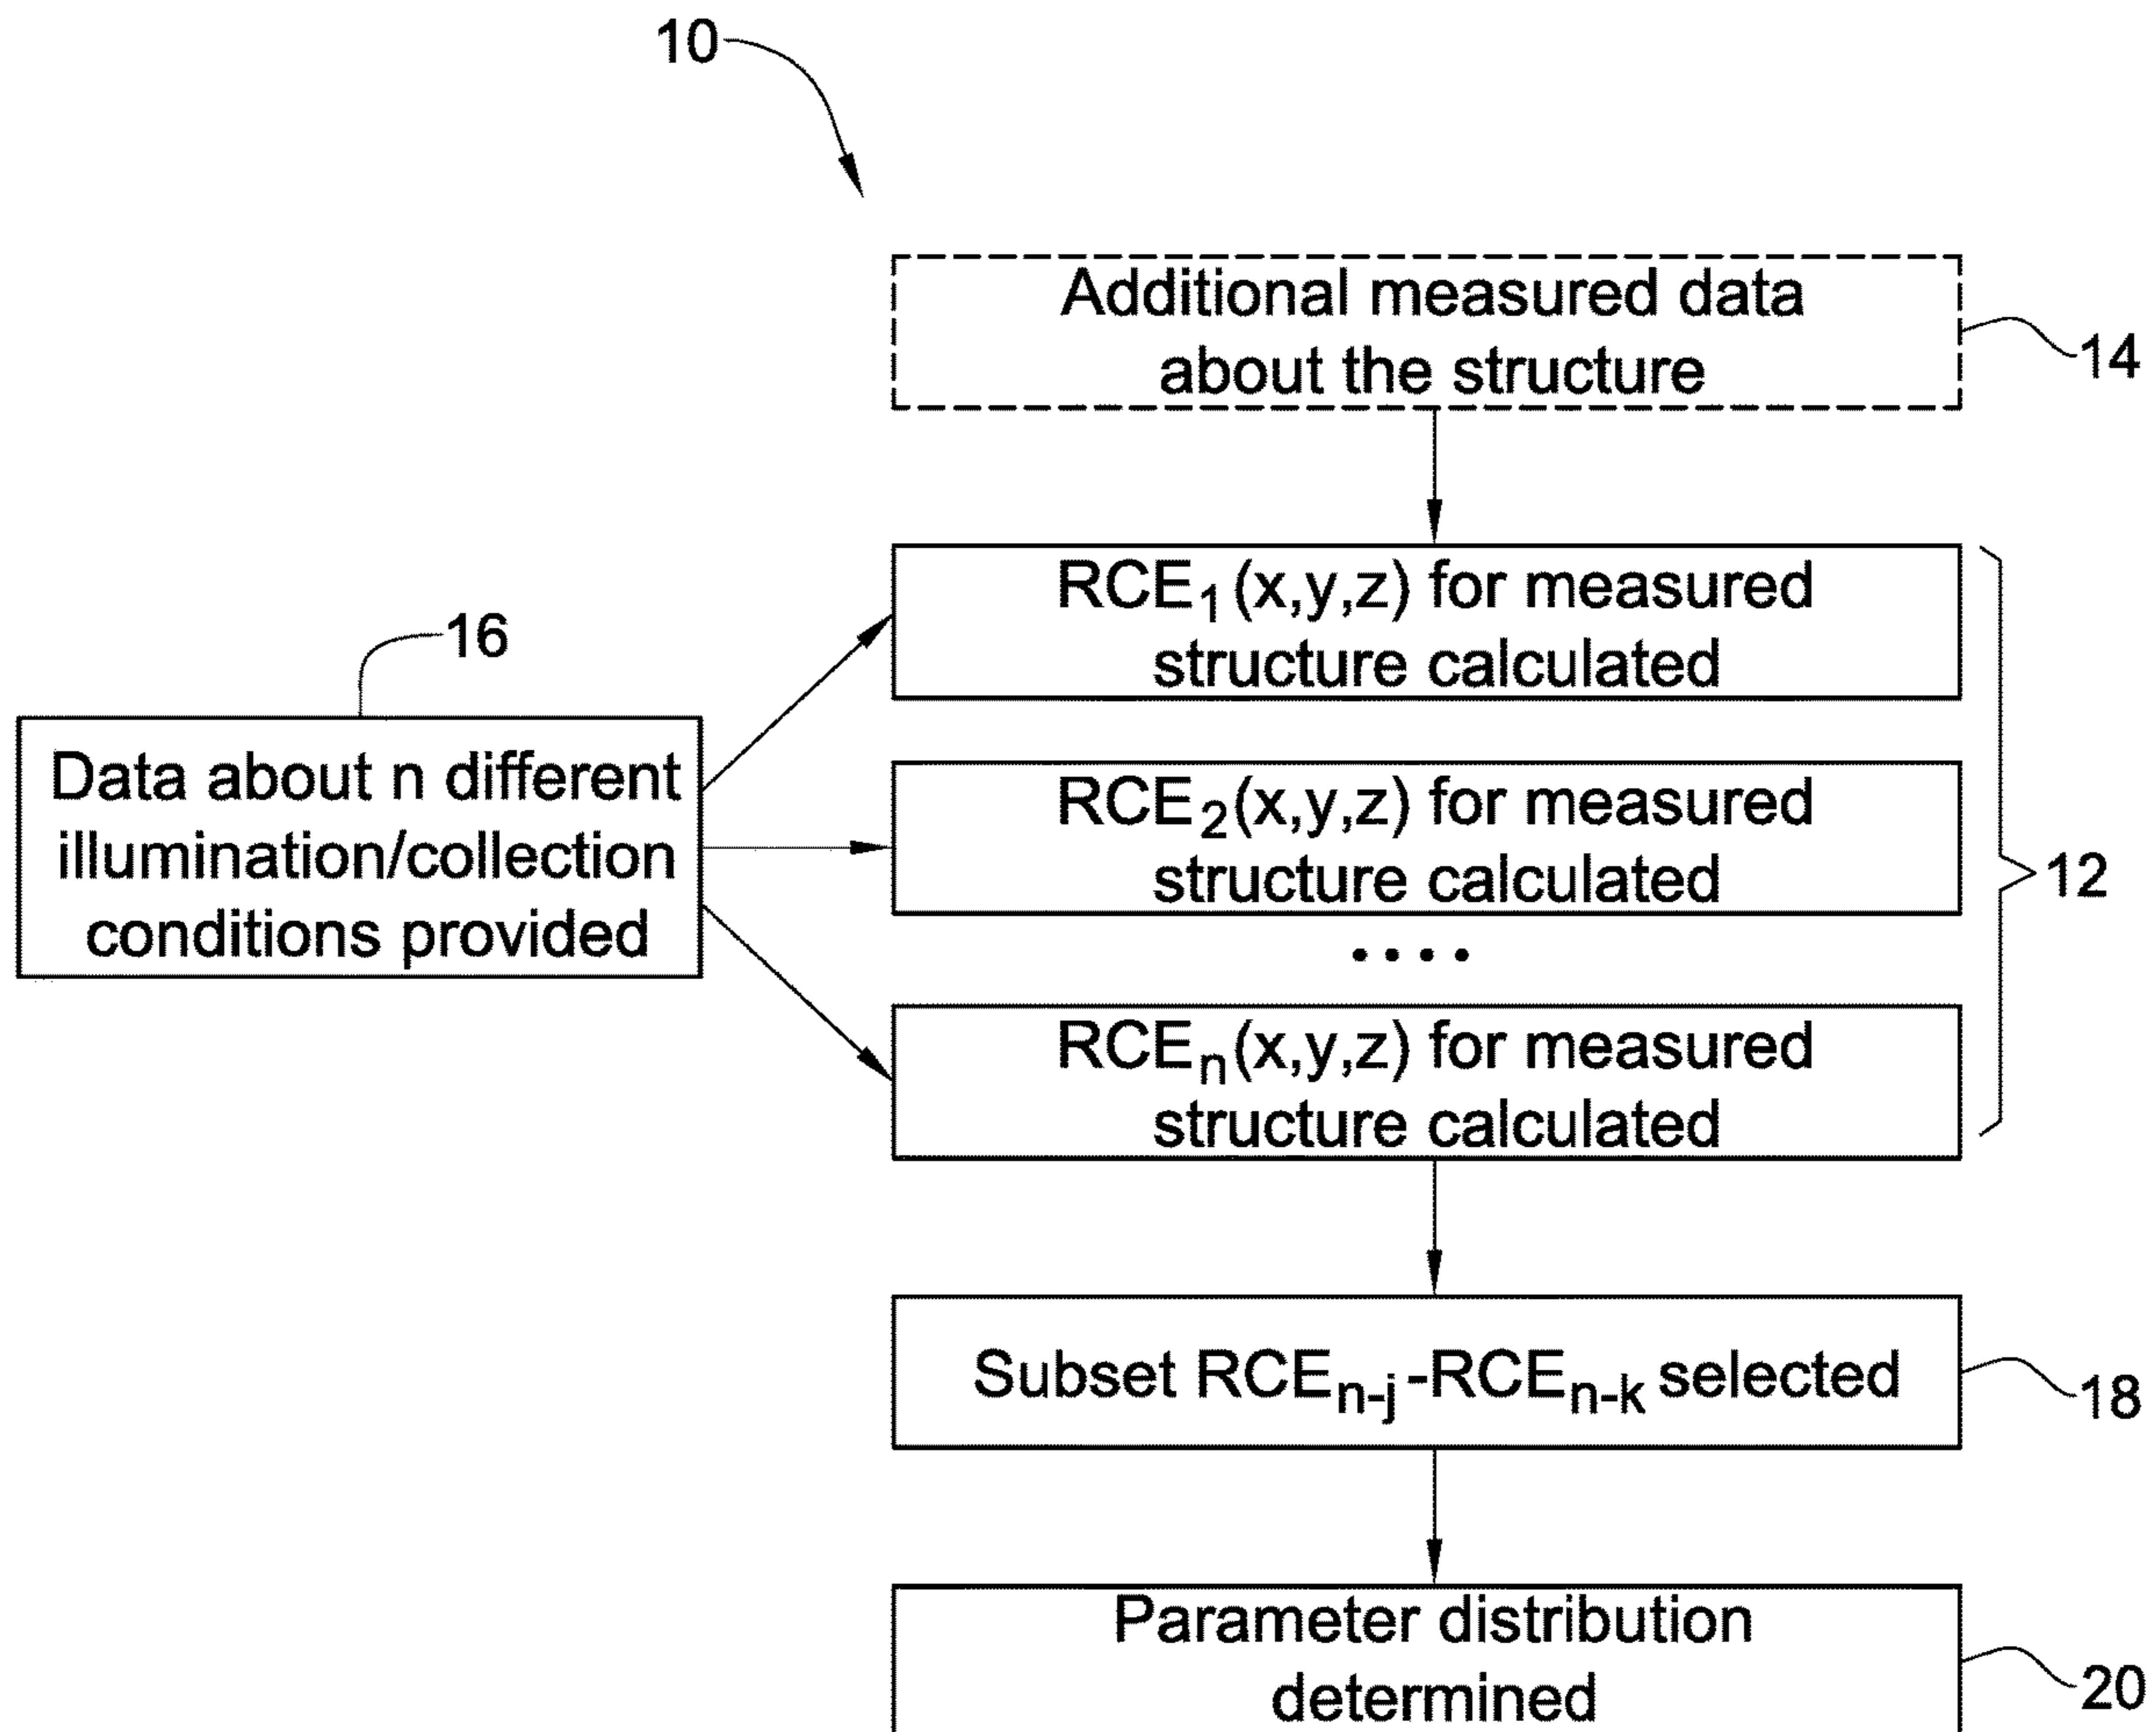 10
Additional measured data
about the structure
14
RCE₁(x,y,z) for measured
structure calculated
16
Data about n different
illumination/collection
conditions provided
RCE₂(x,y,z) for measured
structure calculated
12
....
RCEₙ(x,y,z) for measured
structure calculated
Subset RCEn-j-RCEn-k selected
18
Parameter distribution
determined
20